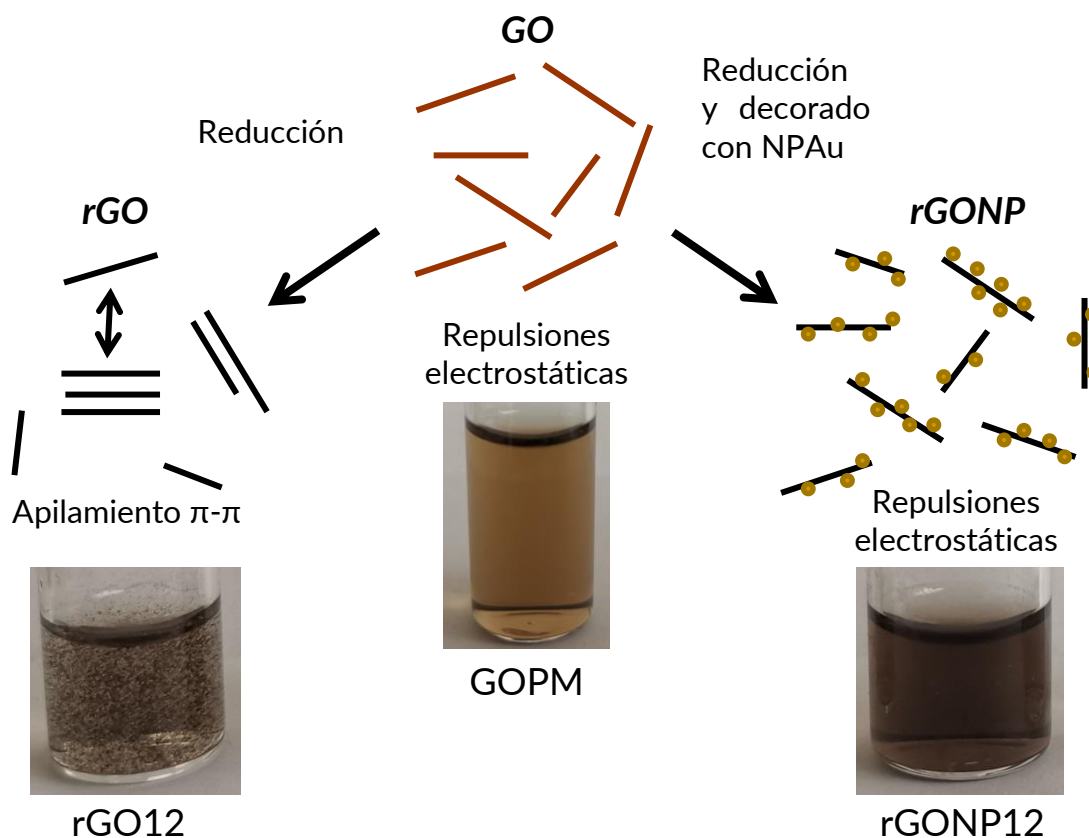 GO
Reducción
Reducción
y decorado
con NPAu
rGO
rGONP
Repulsiones
electrostáticas
Apilamiento π-π
Repulsiones
electrostáticas
GOPM
rGO12
rGONP12